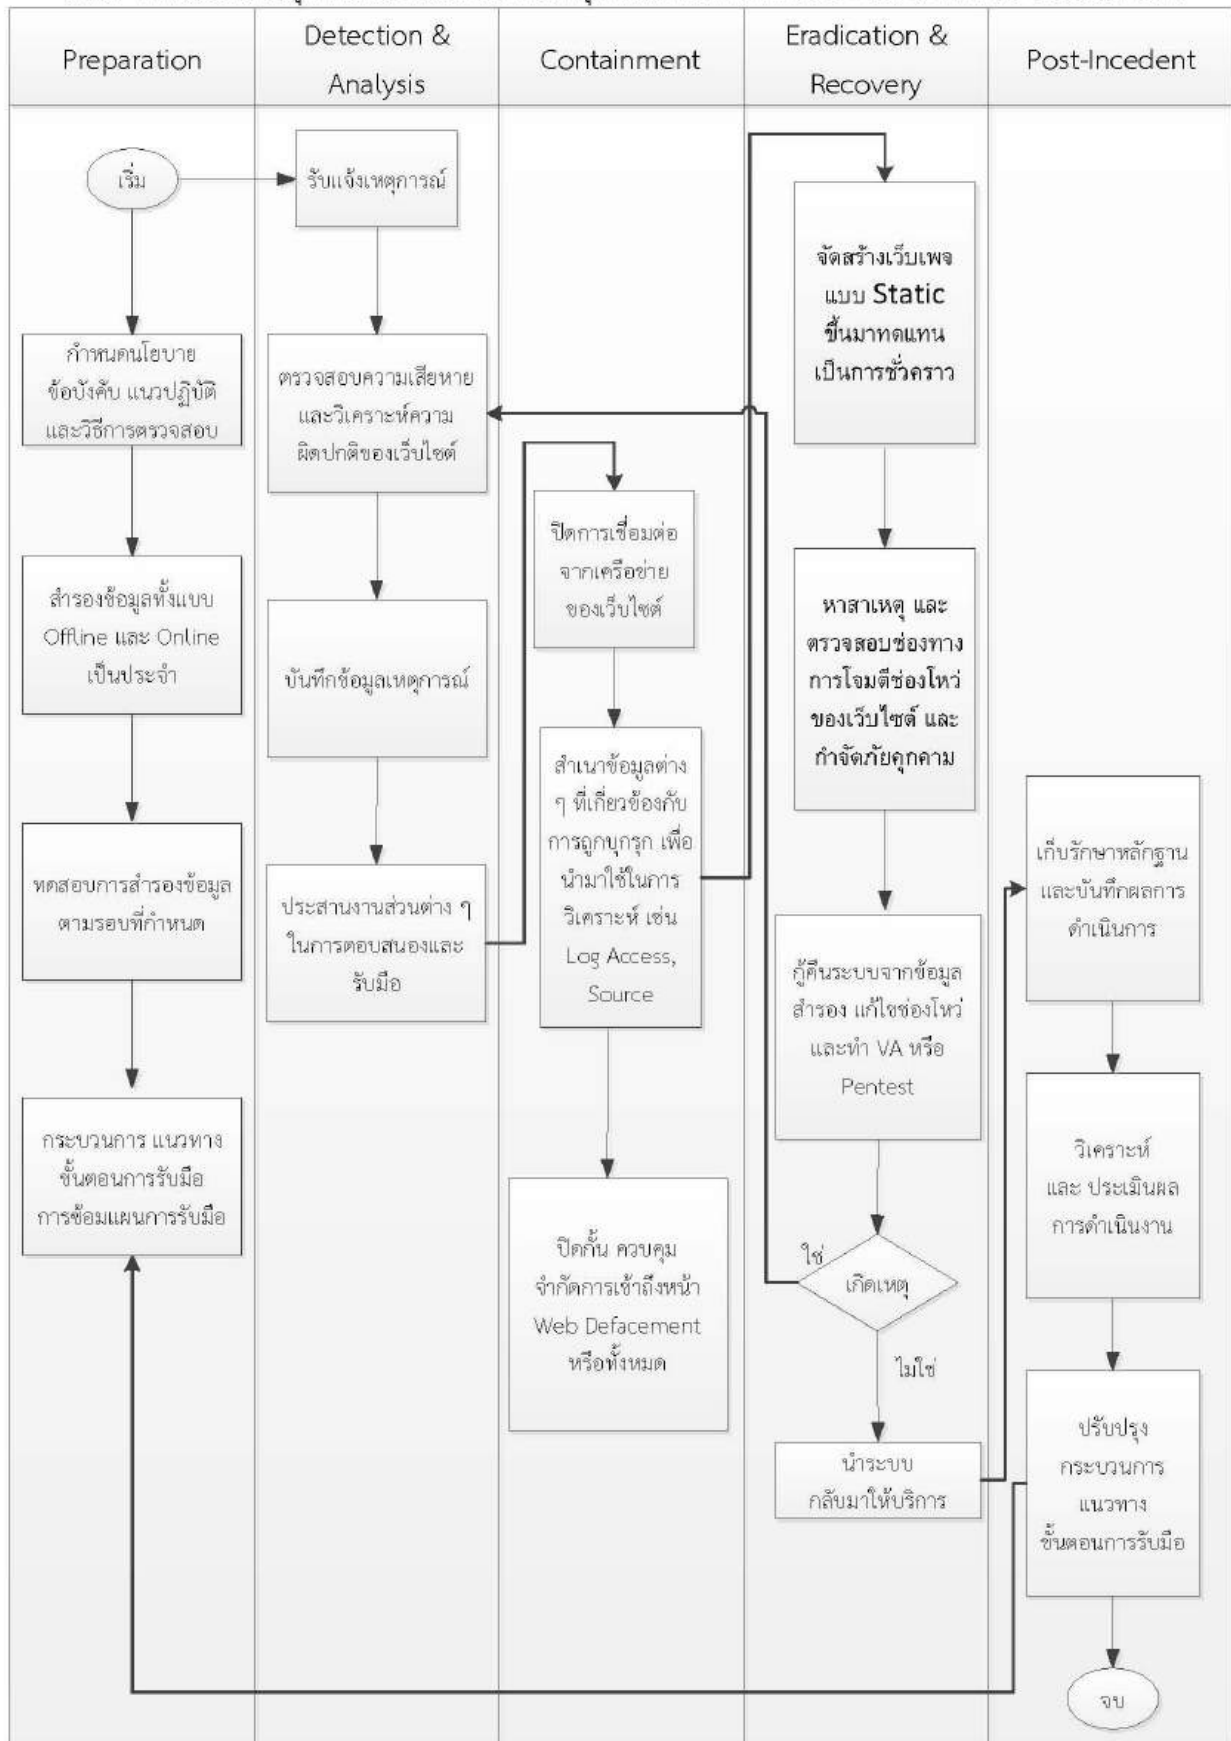 Preparation
Detection &
Analysis
Containment
Eradication &
Recovery
Post-Incedent
เริ่ม
กำหนดนโยบาย
ข้อบังคับ แนวปฏิบัติ
และวิธีการตรวจสอบ
สำรองข้อมูลทั้งแบบ
Offline และ Online
เป็นประจำ
ทดสอบการสำรองข้อมูล
ตามรอบที่กำหนด
กระบวนการ แนวทาง
ขั้นตอนการรับมือ
การซ้อมแผนการรับมือ
รับแจ้งเหตุการณ์
ตรวจสอบความเสียหาย
และวิเคราะห์ความ
ผิดปกติของเว็บไซต์
บันทึกข้อมูลเหตุการณ์
ประสานงานส่วนต่าง ๆ
ในการตอบสนองและ
รับมือ
ปิดการเชื่อมต่อ
จากเครือข่าย
ของเว็บไซต์
สำเนาข้อมูลต่าง
ๆ ที่เกี่ยวข้องกับ
การถูกบุกรุก เพื่อ
นำมาใช้ในการ
วิเคราะห์ เช่น
Log Access,
Source
ปิดกั้น ควบคุม
จำกัดการเข้าถึงหน้า
Web Defacement
หรือทั้งหมด
จัดสร้างเว็บเพจ
แบบ Static
ขึ้นมาทดแทน
เป็นการชั่วคราว
หาสาเหตุ และ
ตรวจสอบช่องทาง
การโจมตีช่องโหว่
ของเว็บไซต์ และ
กำจัดภัยคุกคาม
กู้คืนระบบจากข้อมูล
สำรอง แก้ไขช่องโหว่
และทำ VA หรือ
Pentest
ใช่
เกิดเหตุ
ไม่ใช่
นำระบบ
กลับมาให้บริการ
เก็บรักษาหลักฐาน
และบันทึกผลการ
ดำเนินการ
วิเคราะห์
และ ประเมินผล
การดำเนินงาน
ปรับปรุง
กระบวนการ
แนวทาง
ขั้นตอนการรับมือ
จบ